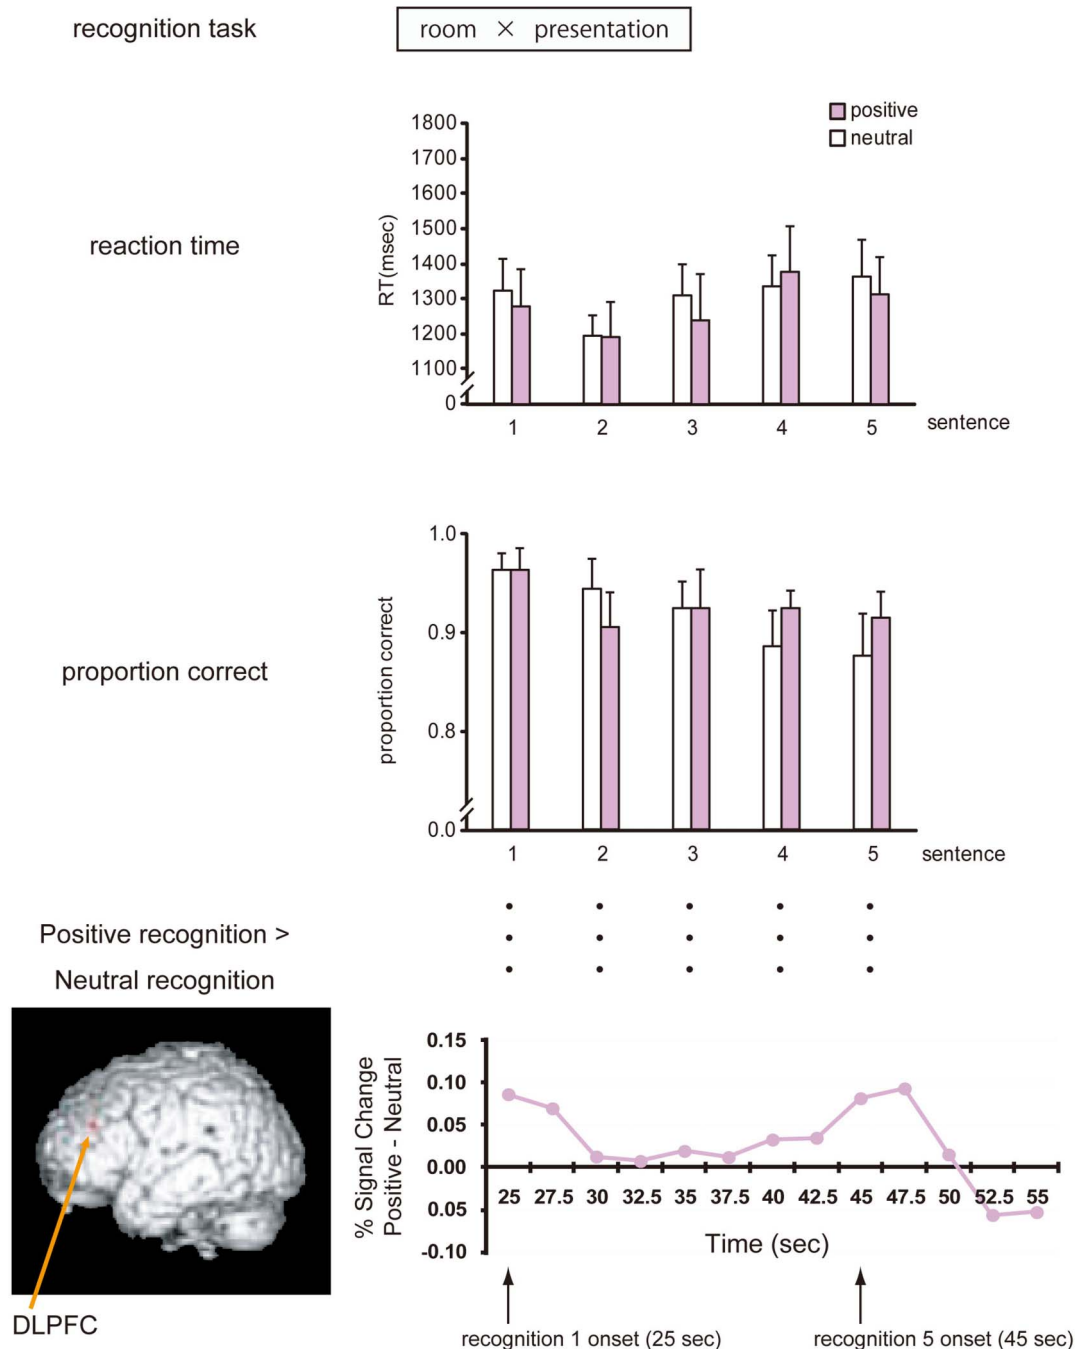 recognition task
room × presentation
positive
neutral
reaction time
RT(msec)
1800
1700
1600
1500
1400
1300
1200
1100
0
1 2 3 4 5 sentence
proportion correct
proportion correct
1.0
0.9
0.8
0.0
1 2 3 4 5 sentence
Positive recognition >
Neutral recognition
DLPFC
% Signal Change
Positive - Neutral
0.15
0.10
0.05
0.00
0.05
-0.10
25 27.5 30 32.5 35 37.5 40 42.5 45 47.5 50 52.5 55
Time (sec)
recognition 1 onset (25 sec) recognition 5 onset (45 sec)